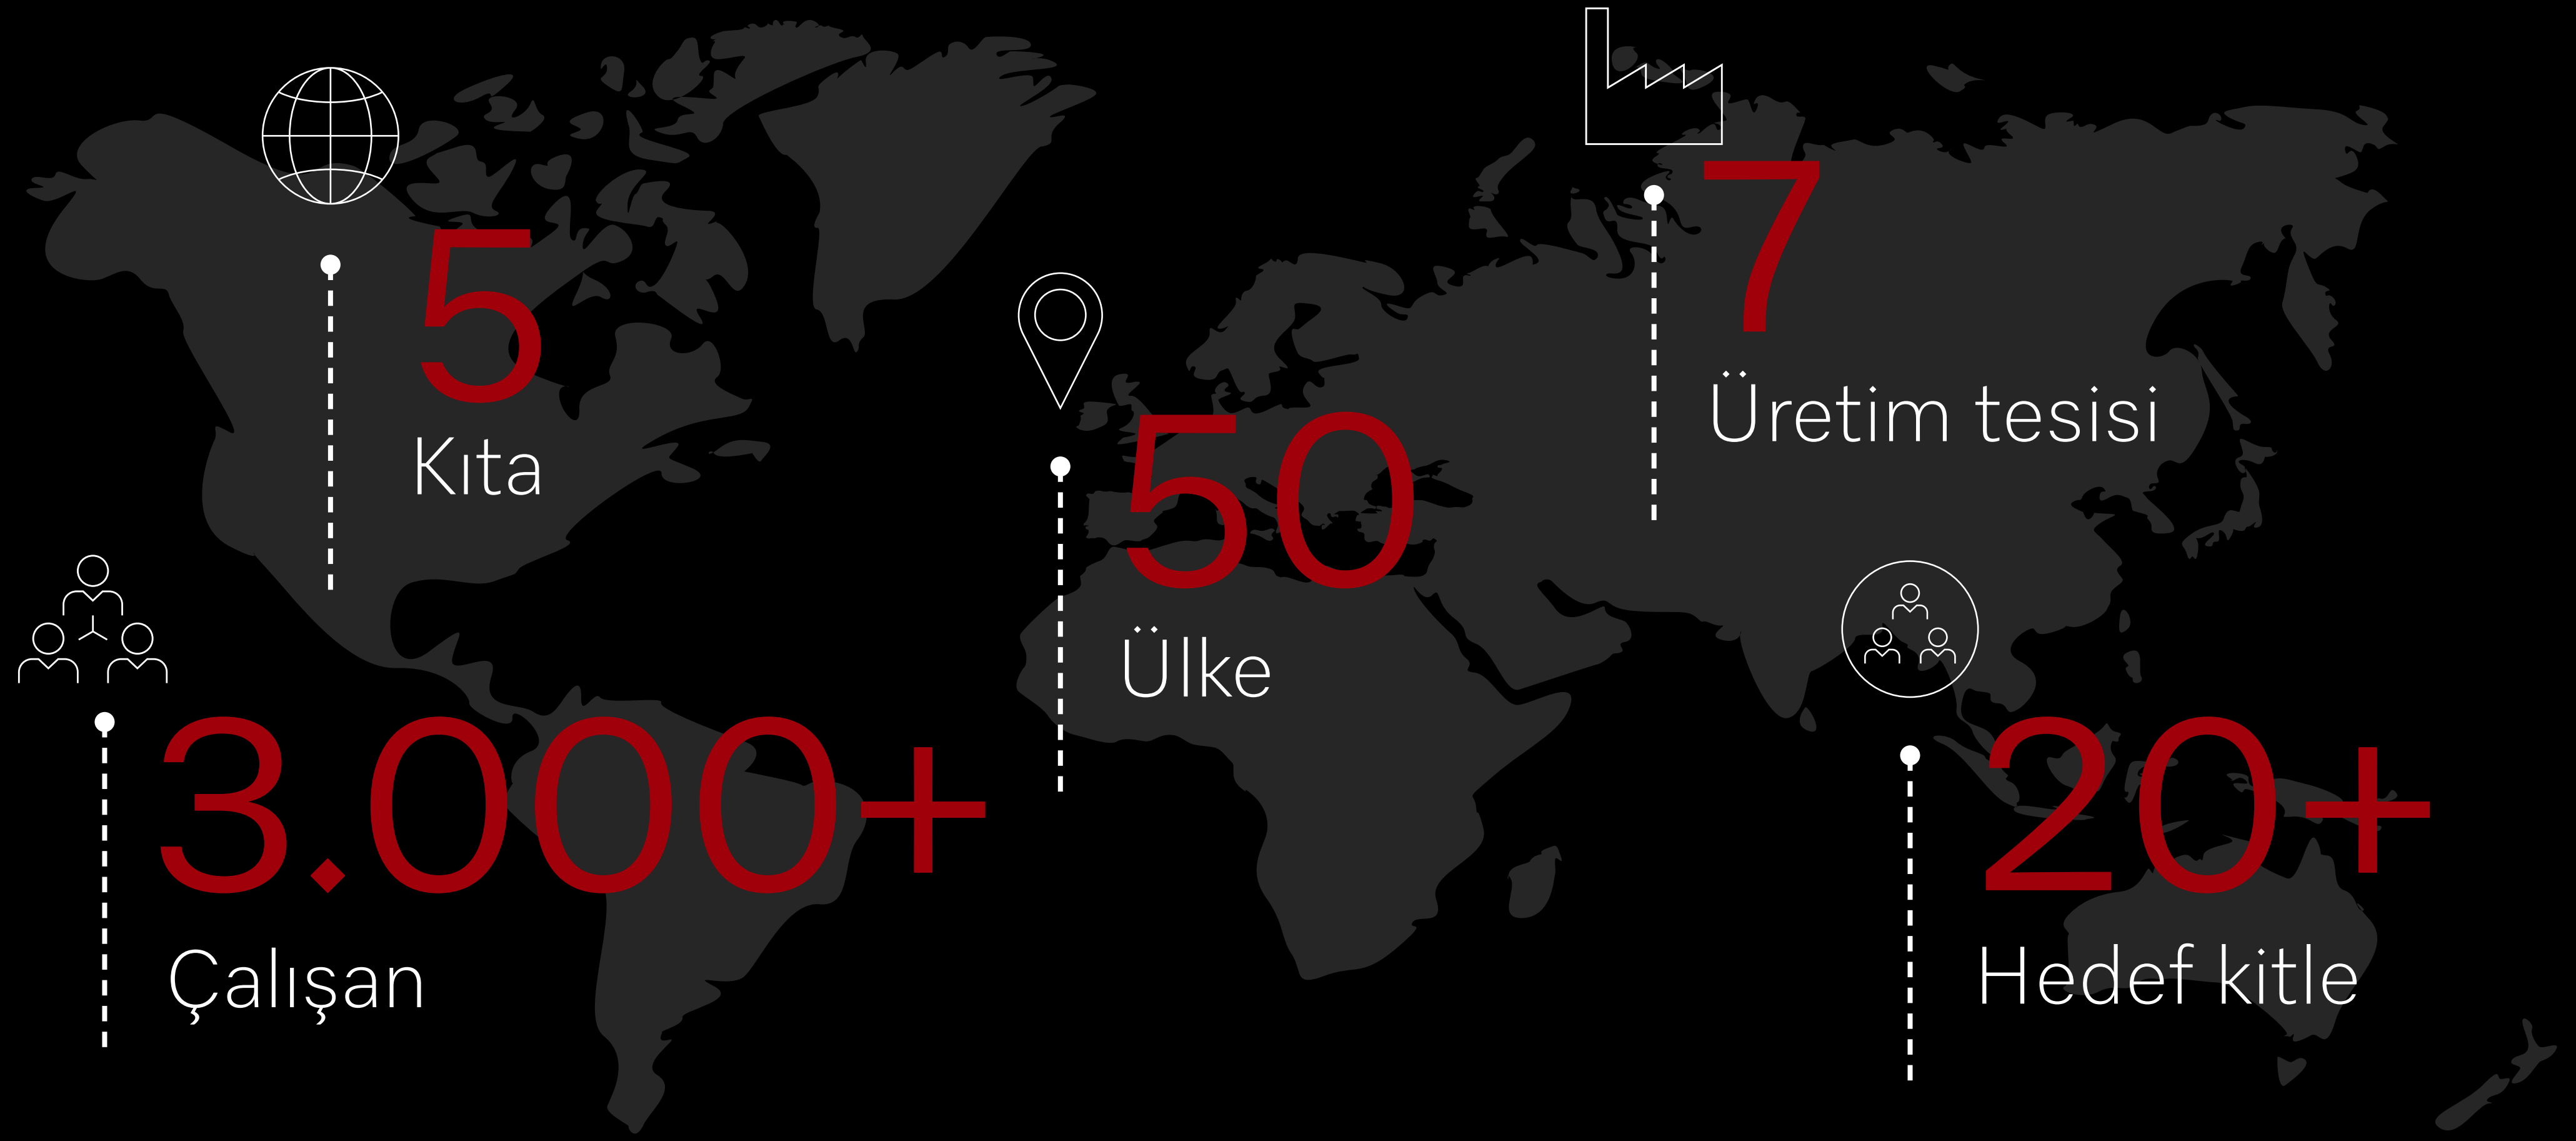 5
Kıta
50
Ülke
7
Üretim tesisi
3.000+
Çalışan
20+
Hedef kitle